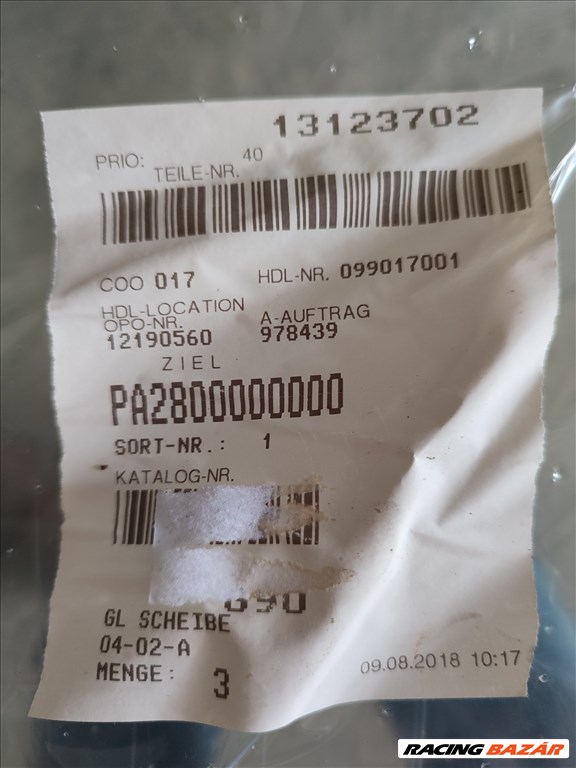 13123702
PRIO: 40
TEILE-NR.
COO 017 HDL-NR. 099017001
HDL-LOCATION
OPO-NR. A-AUFTRAG
12190560 978439
ZIEL
PA2800000000
SORT-NR.: 1
KATALOG-NR.
GL SCHEIBE
04-02-A
MENGE: 3
09.08.2018 10:17
RACING BAZÁR